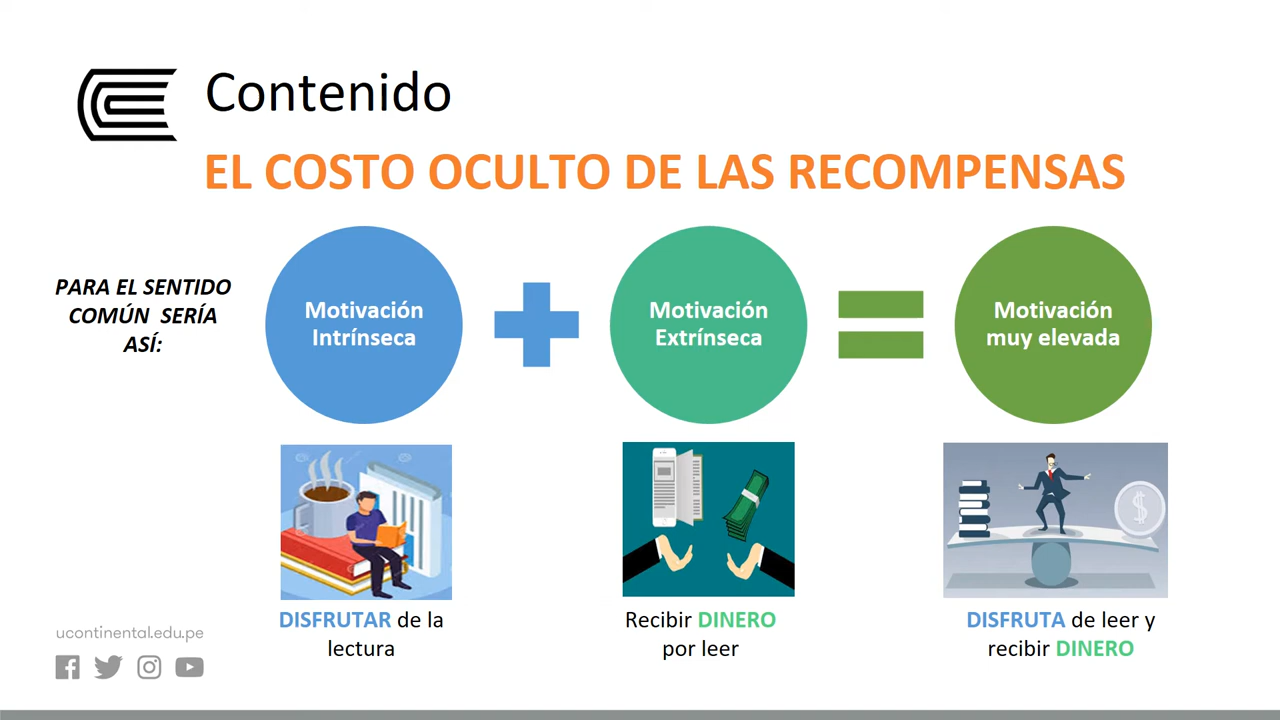 Contenido
EL COSTO OCULTO DE LAS RECOMPENSAS
PARA EL SENTIDO
COMÚN SERÍA
ASÍ:
Motivación
Intrínseca
Motivación
Extrínseca
Motivación
muy elevada
DISFRUTAR de la
lectura
Recibir DINERO
por leer
DISFRUTA de leer y
recibir DINERO
ucontinental.edu.pe